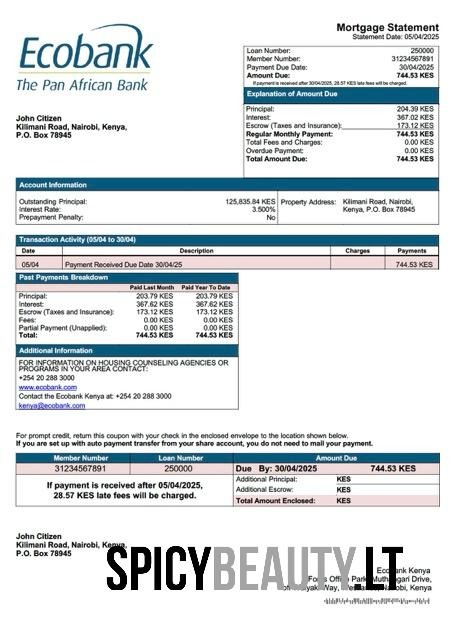 Ecobank
The Pan African Bank
Mortgage Statement
Statement Date: 05/04/2025
Loan Number: 250000
Member Number: 31234567891
Payment Due Date: 30/04/2025
Amount Due: 744.53 KES
If payment is received after 30/04/2025, 28.57 KES late fees will be charged.
Explanation of Amount Due
Principal: 204.39 KES
Interest: 367.02 KES
Escrow (Taxes and Insurance): 173.12 KES
Regular Monthly Payment: 744.53 KES
Total Fees and Charges: 0.00 KES
Overdue Payment: 0.00 KES
Total Amount Due: 744.53 KES
John Citizen
Kilimani Road, Nairobi, Kenya,
P.O. Box 78945
Account Information
Outstanding Principal: 125,835.84 KES
Interest Rate: 3.500%
Prepayment Penalty: No
Property Address: Kilimani Road, Nairobi,
Kenya, P.O. Box 78945
Transaction Activity (05/04 to 30/04)
Date Description Charges Payments
05/04 Payment Received Due Date 30/04/25 744.53 KES
Past Payments Breakdown
Paid Last Month Paid Year To Date
Principal: 203.79 KES 203.79 KES
Interest: 367.62 KES 367.62 KES
Escrow (Taxes and Insurance): 173.12 KES 173.12 KES
Fees: 0.00 KES 0.00 KES
Partial Payment (Unapplied): 0.00 KES 0.00 KES
Total: 744.53 KES 744.53 KES
Additional Information
FOR INFORMATION ON HOUSING COUNSELING AGENCIES OR
PROGRAMS IN YOUR AREA CONTACT:
+254 20 288 3000
www.ecobank.com
Contact the Ecobank Kenya at: +254 20 288 3000
kenya@ecobank.com
For prompt credit, return this coupon with your check in the enclosed envelope to the location shown below.
If you are set up with auto payment transfer from your share account, you do not need to mail your payment.
Member Number Loan Number Amount Due
31234567891 250000 Due By: 30/04/2025 744.53 KES
If payment is received after 05/04/2025,
28.57 KES late fees will be charged.
Additional Principal: KES
Additional Escrow: KES
Total Amount Enclosed: KES
John Citizen
Kilimani Road, Nairobi, Kenya,
P.O. Box 78945
SPICYBEAUTY.LT
Ecobank Kenya
Muthangari Drive,